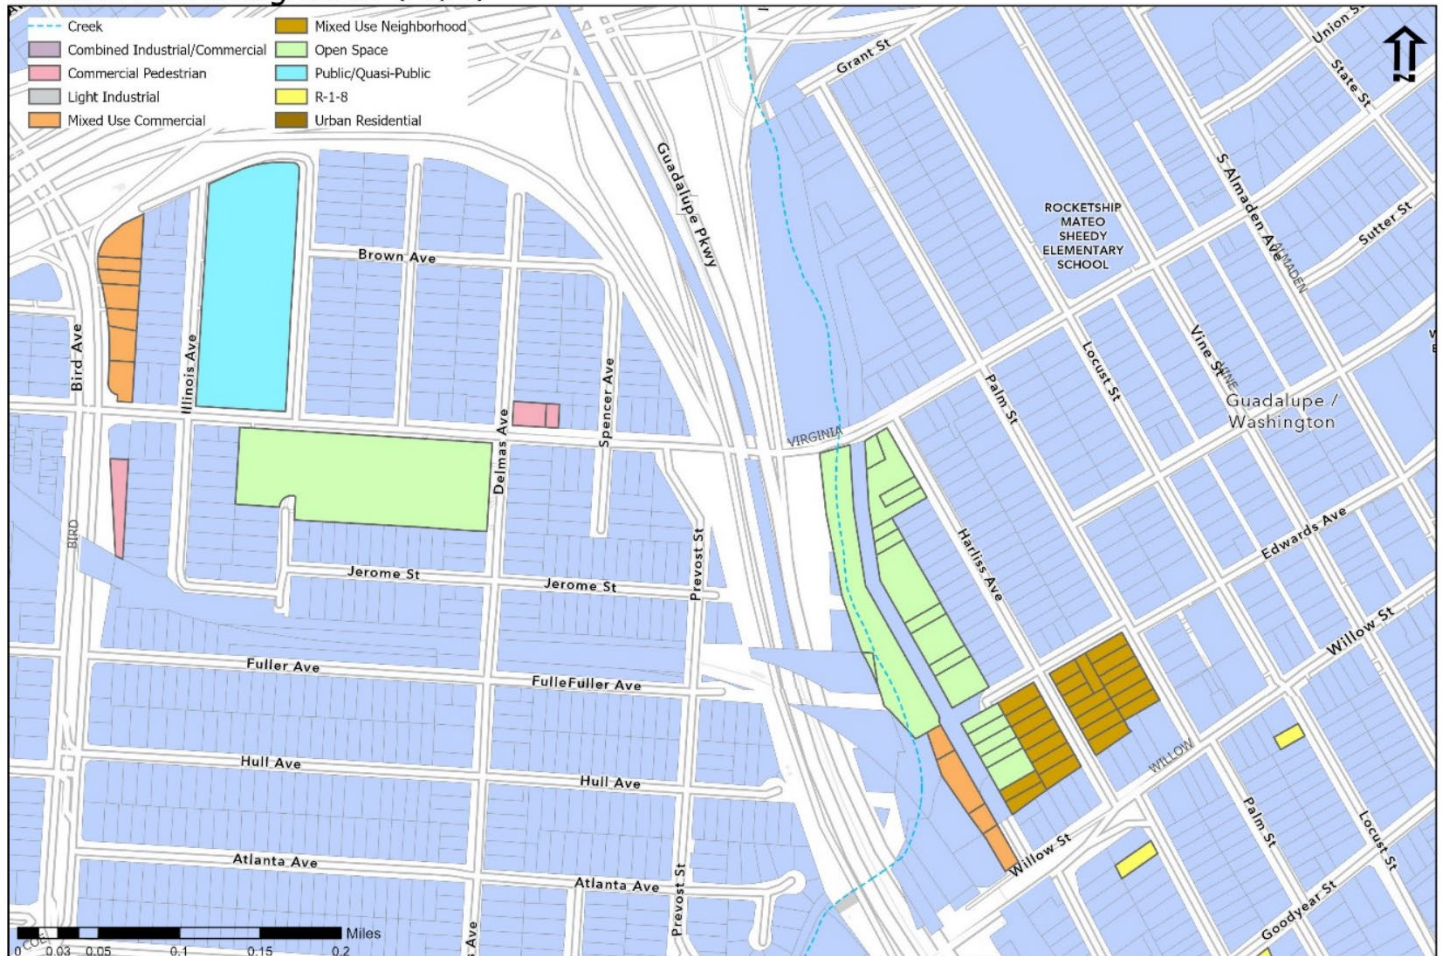 Creek
Combined Industrial/Commercial
Commercial Pedestrian
Light Industrial
Mixed Use Commercial
Mixed Use Neighborhood
Open Space
Public/Quasi-Public
R-1-8
Urban Residential
Grant St
Union St
State St
Guadalupe Pkwy
S Almaden Ave
ALMADEN
Sutter St
ROCKETSHIP
MATEO
SHEEDY
ELEMENTARY
SCHOOL
Brown Ave
Bird Ave
Illinois Ave
Spencer Ave
Delmas Ave
Palm St
Locust St
Vine St
VINE
Guadalupe /
Washington
VIRGINIA
BIRD
Jerome St
Jerome St
Prevost St
Harliss Ave
Edwards Ave
Willow St
Fuller Ave
FulleFuller Ave
Hull Ave
Hull Ave
WILLOW
Palm St
Locust St
Atlanta Ave
Atlanta Ave
Prevost St
Willow St
Goodyear St
s Ave
COE
Miles
0 0.03 0.05 0.1 0.15 0.2
N